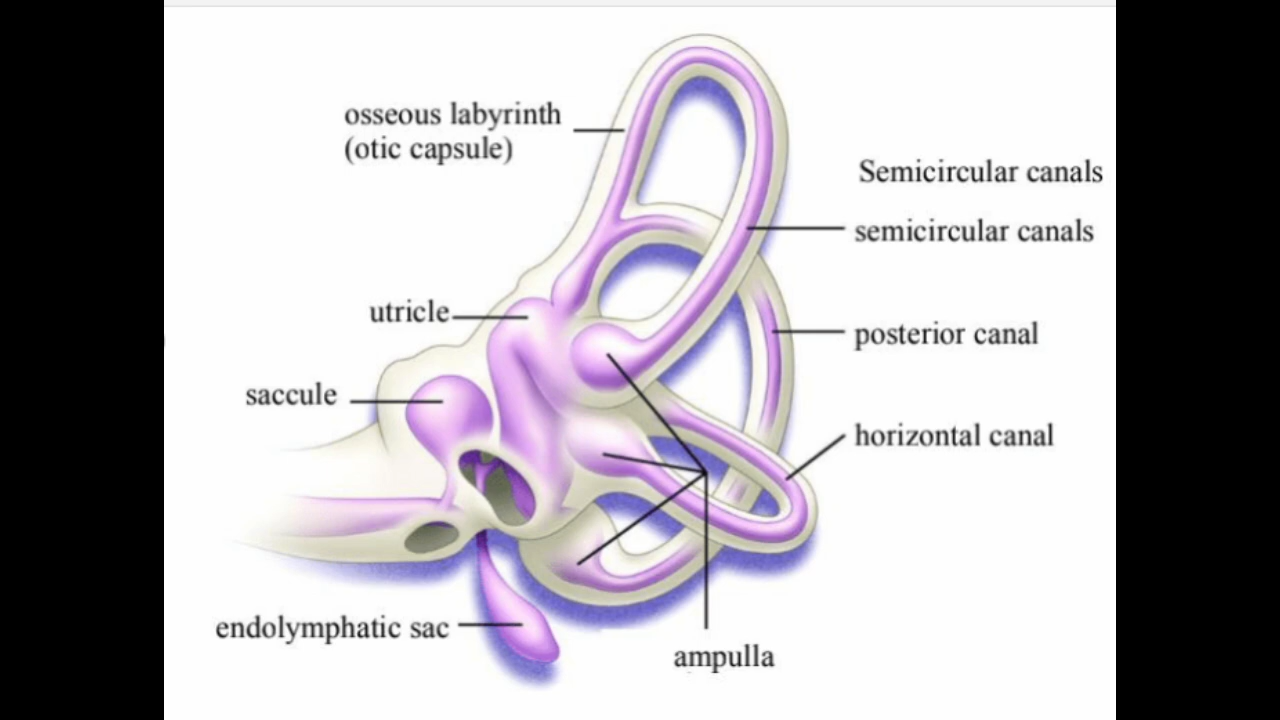 osseous labyrinth
(otic capsule)
Semicircular canals
semicircular canals
utricle
posterior canal
saccule
horizontal canal
endolymphatic sac
ampulla